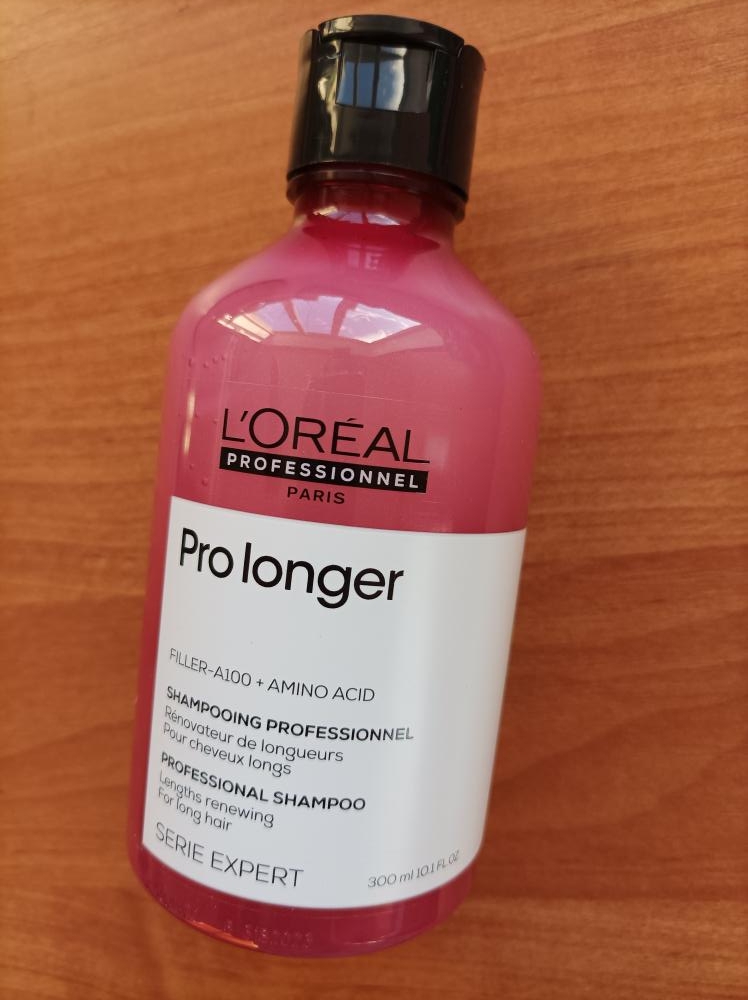 L'ORÉAL
PROFESSIONNEL
PARIS
Pro longer
FILLER-A100 + AMINO ACID
SHAMPOOING PROFESSIONNEL
Rénovateur de longueurs
Pour cheveux longs
PROFESSIONAL SHAMPOO
Lengths renewing
For long hair
SERIE EXPERT
300 ml 10.1 FL OZ